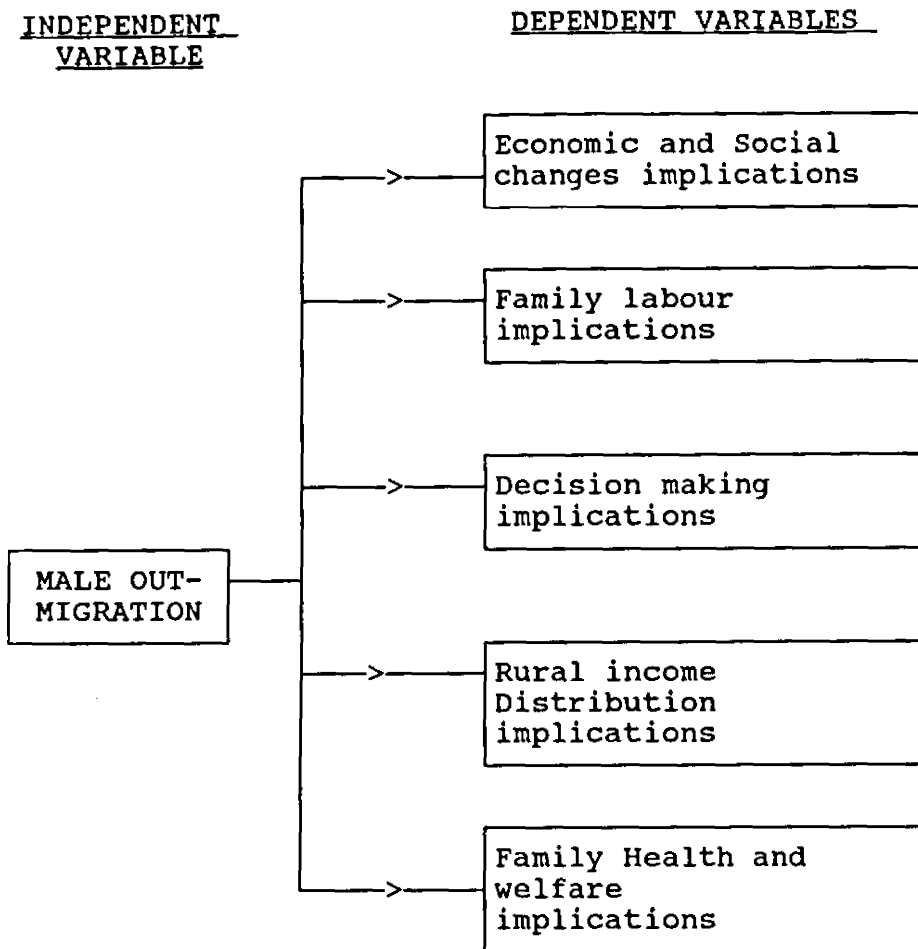 INDEPENDENT
VARIABLE
DEPENDENT VARIABLES
Economic and Social
changes implications
Family labour
implications
Decision making
implications
MALE OUT-
MIGRATION
Rural income
Distribution
implications
Family Health and
welfare
implications